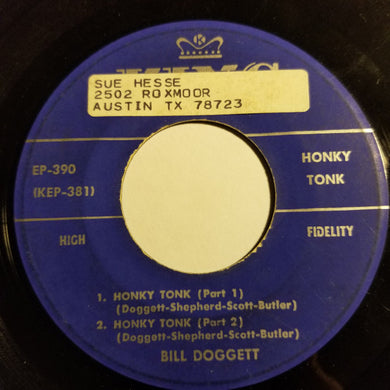 KING
SUE HESSE
2502 ROXMOOR
AUSTIN TX 78723
EP-390
(KEP-381)
HONKY
TONK
HIGH
FIDELITY
1. HONKY TONK (Part 1)
(Doggett-Shepherd-Scott-Butler)
2. HONKY TONK (Part 2)
(Doggett-Shepherd-Scott-Butler)
BILL DOGGETT